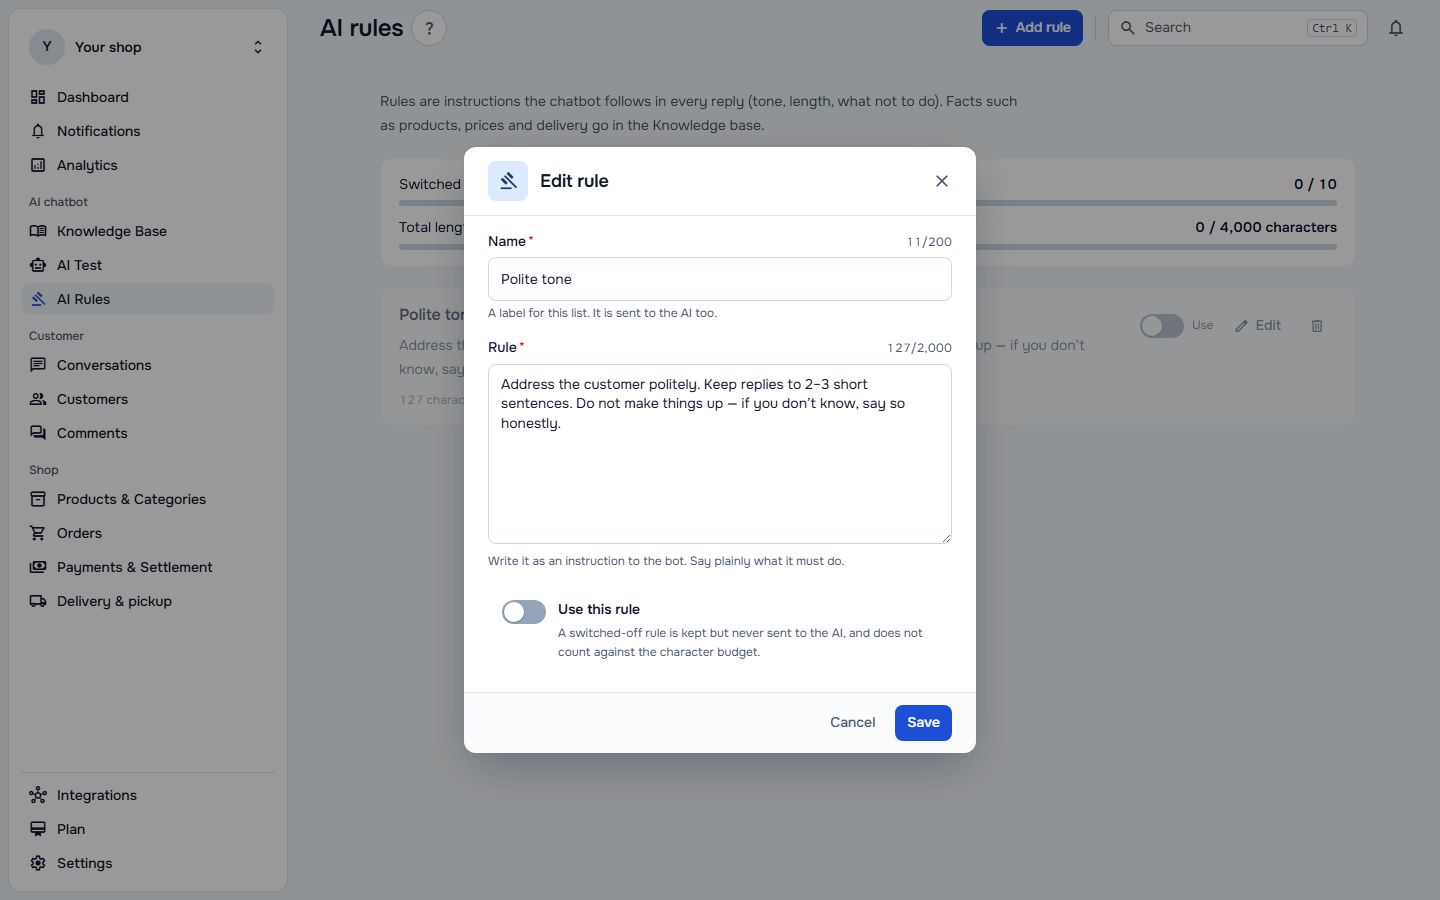 Y
Your shop
Dashboard
Notifications
Analytics
AI chatbot
Knowledge Base
AI Test
AI Rules
Customer
Conversations
Customers
Comments
Shop
Products & Categories
Orders
Payments & Settlement
Delivery & pickup
Integrations
Plan
Settings
AI rules
?
+ Add rule
Search
Ctrl K
Rules are instructions the chatbot follows in every reply (tone, length, what not to do). Facts such
as products, prices and delivery go in the Knowledge base.
Switched
0 / 10
Total
0 / 4,000 characters
Polite
Address
up – if you don't
know, say
127
Use
Edit
Edit rule
Name *
11/200
Polite tone
A label for this list. It is sent to the AI too.
Rule *
127/2,000
Address the customer politely. Keep replies to 2–3 short
sentences. Do not make things up – if you don't know, say so
honestly.
Write it as an instruction to the bot. Say plainly what it must do.
Use this rule
A switched-off rule is kept but never sent to the AI, and does not
count against the character budget.
Cancel
Save